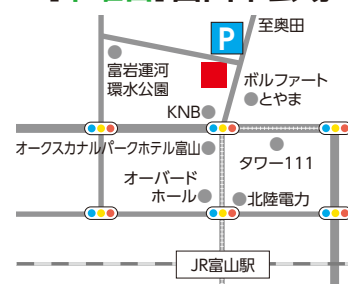 至奥田
P
富岩運河
環水公園
ボルファート
とやま
KNB
オークスカナルパークホテル富山
タワー111
オーバード
ホール
北陸電力
JR富山駅